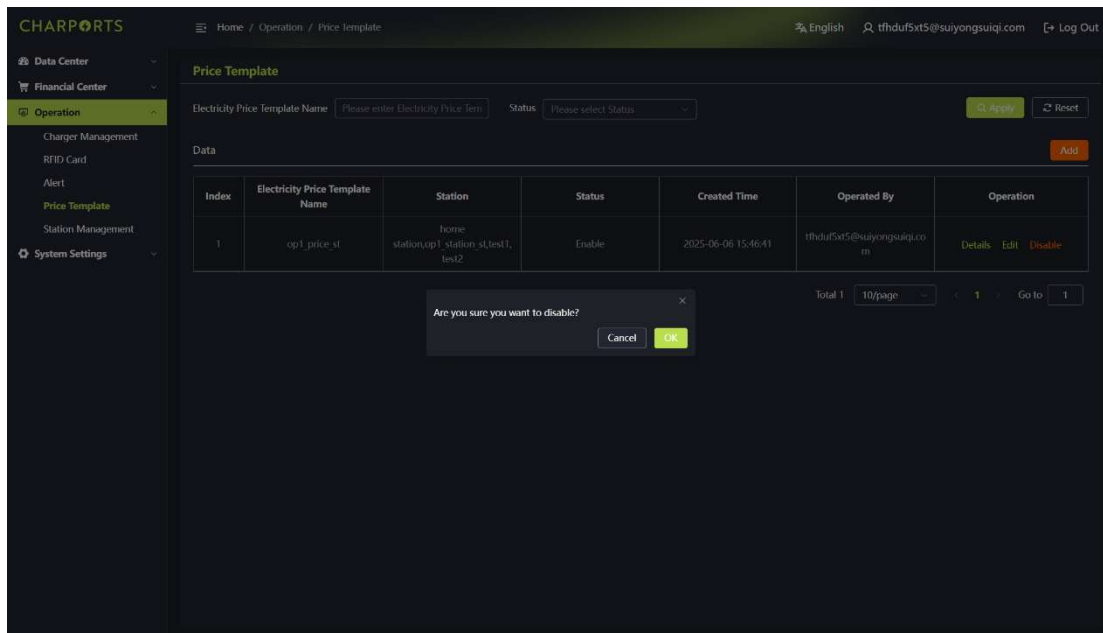 CHARPORTS
Home / Operation / Price Template
English
tfhduf5xt5@suiyongsuiqi.com
Log Out
Data Center
Financial Center
Operation
Charger Management
RFID Card
Alert
Price Template
Station Management
System Settings
Price Template
Electricity Price Template Name
Please enter Electricity Price Tem
Status
Please select Status
Apply
Reset
Data
Add
Index
Electricity Price Template
Name
Station
Status
Created Time
Operated By
Operation
1
op1_price_st
home
station,op1_station_st,test1,
test2
Enable
2025-06-06 15:46:41
tfhduf5xt5@suiyongsuiqi.co
m
Details Edit Disable
Total 1
10/page
1
Go to
1
Are you sure you want to disable?
Cancel
OK